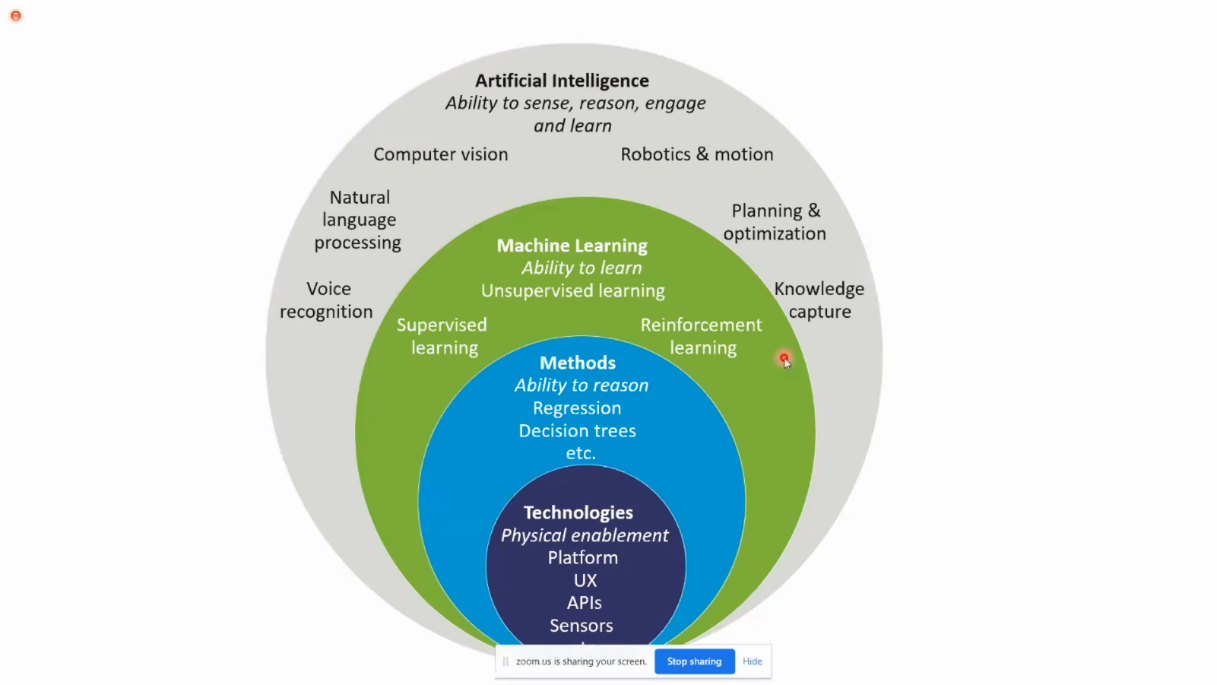 Artificial Intelligence
Ability to sense, reason, engage
and learn
Computer vision
Robotics & motion
Natural
language
processing
Planning &
optimization
Voice
recognition
Knowledge
capture
Machine Learning
Ability to learn
Unsupervised learning
Supervised
learning
Reinforcement
learning
Methods
Ability to reason
Regression
Decision trees
etc.
Technologies
Physical enablement
Platform
UX
APIs
Sensors
zoom.us is sharing your screen.
Stop sharing
Hide